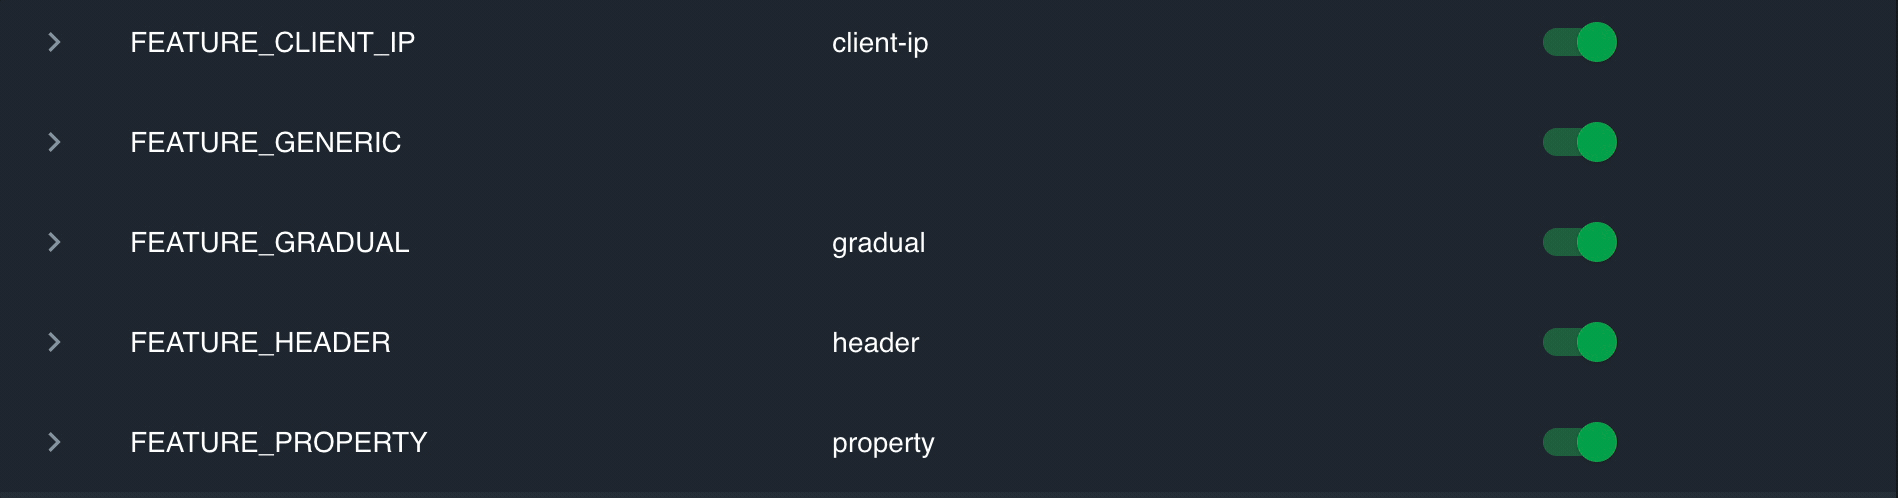 FEATURE_CLIENT_IP client-ip
FEATURE_GENERIC
FEATURE_GRADUAL gradual
FEATURE_HEADER header
FEATURE_PROPERTY property